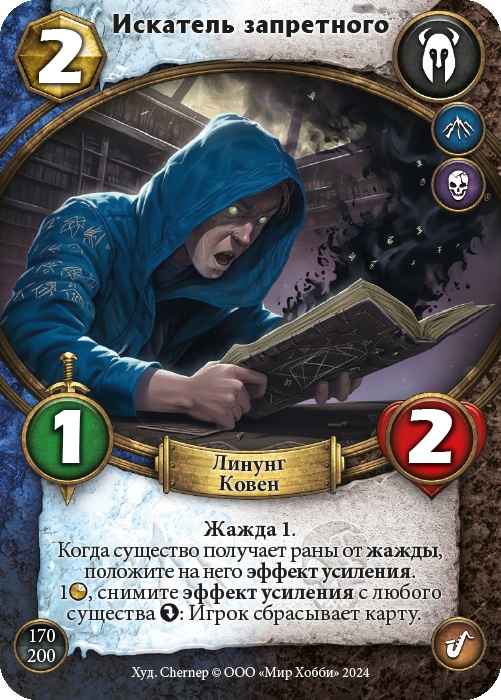 2
Искатель запретного
1
2
Линунг
Ковен
Жажда 1.
Когда существо получает раны от жажды,
положите на него эффект усиления.
1, снимите эффект усиления с любого
существа : Игрок сбрасывает карту.
170
200
Худ. Chernep © ООО «Мир Хобби» 2024